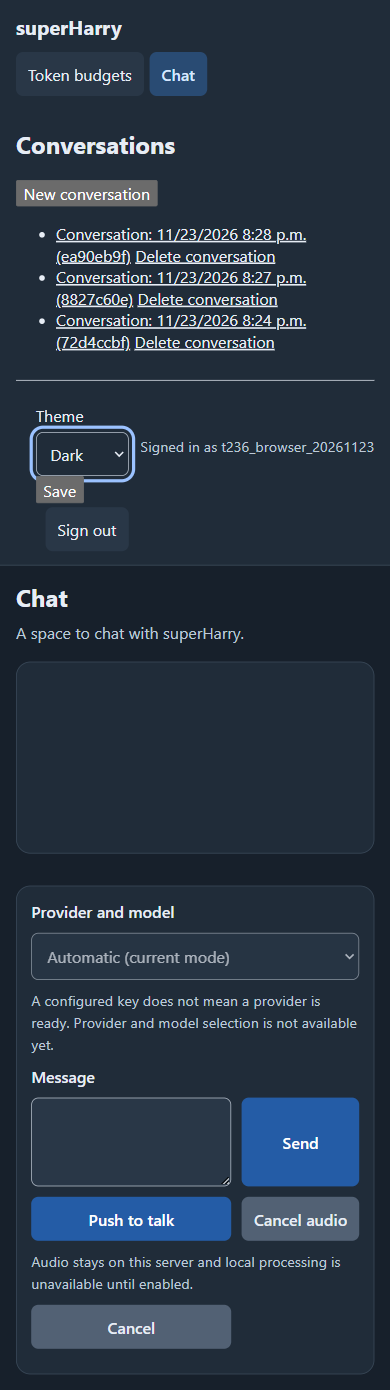 superHarry
Token budgets Chat
Conversations
New conversation
Conversation: 11/23/2026 8:28 p.m.
(ea90eb9f) Delete conversation
Conversation: 11/23/2026 8:27 p.m.
(8827c60e) Delete conversation
Conversation: 11/23/2026 8:24 p.m.
(72d4ccbf) Delete conversation
Theme
Dark Signed in as t236_browser_20261123
Save
Sign out
Chat
A space to chat with superHarry.
Provider and model
Automatic (current mode)
A configured key does not mean a provider is
ready. Provider and model selection is not available
yet.
Message
Send
Push to talk Cancel audio
Audio stays on this server and local processing is
unavailable until enabled.
Cancel